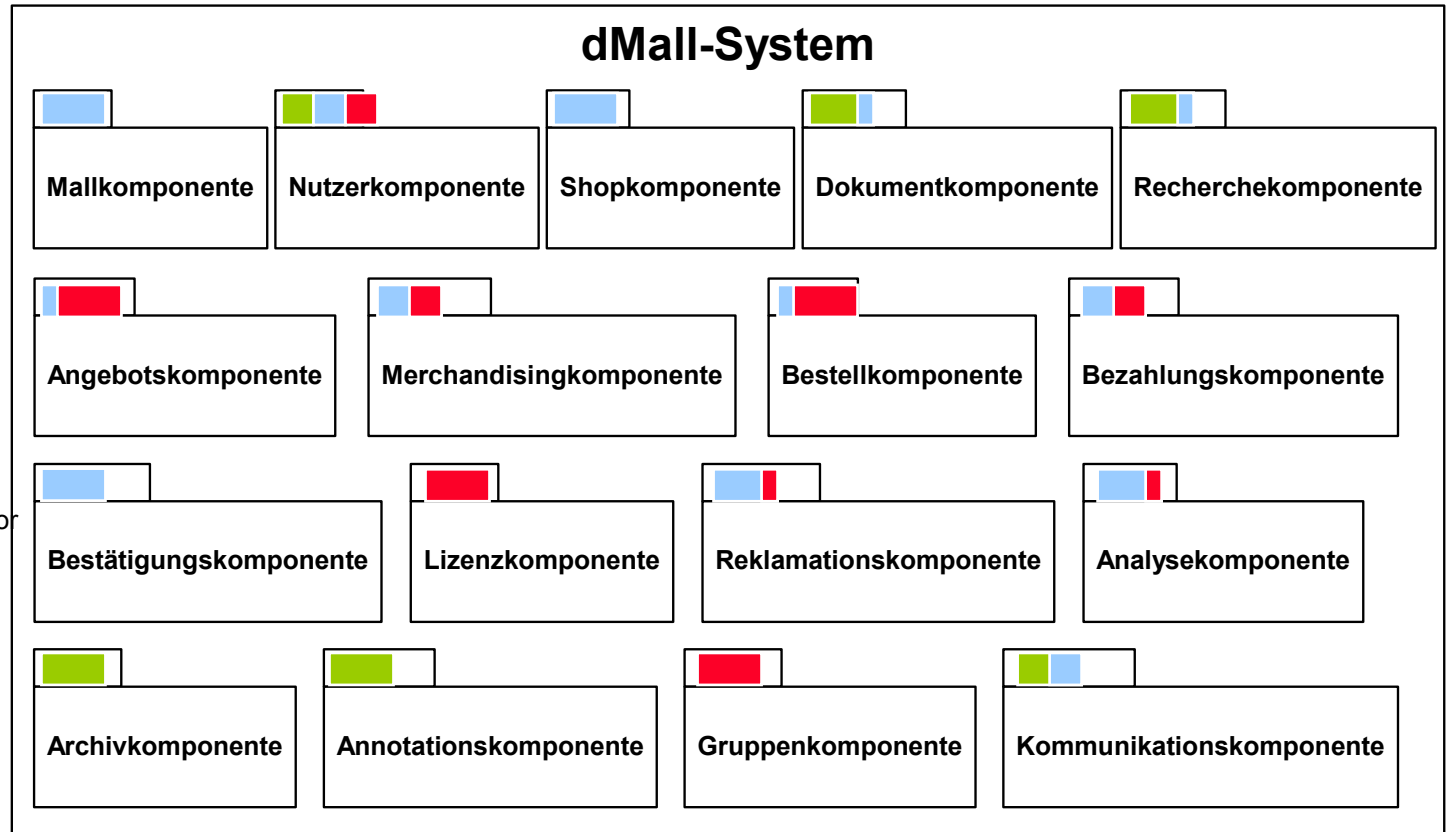 dMall-System
Mallkomponente Nutzerkomponente Shopkomponente Dokumentkomponente Recherchekomponente
Angebotskomponente Merchandisingkomponente Bestellkomponente Bezahlungskomponente
or
Bestätigungskomponente Lizenzkomponente Reklamationskomponente Analysekomponente
Archivkomponente Annotationskomponente Gruppenkomponente Kommunikationskomponente